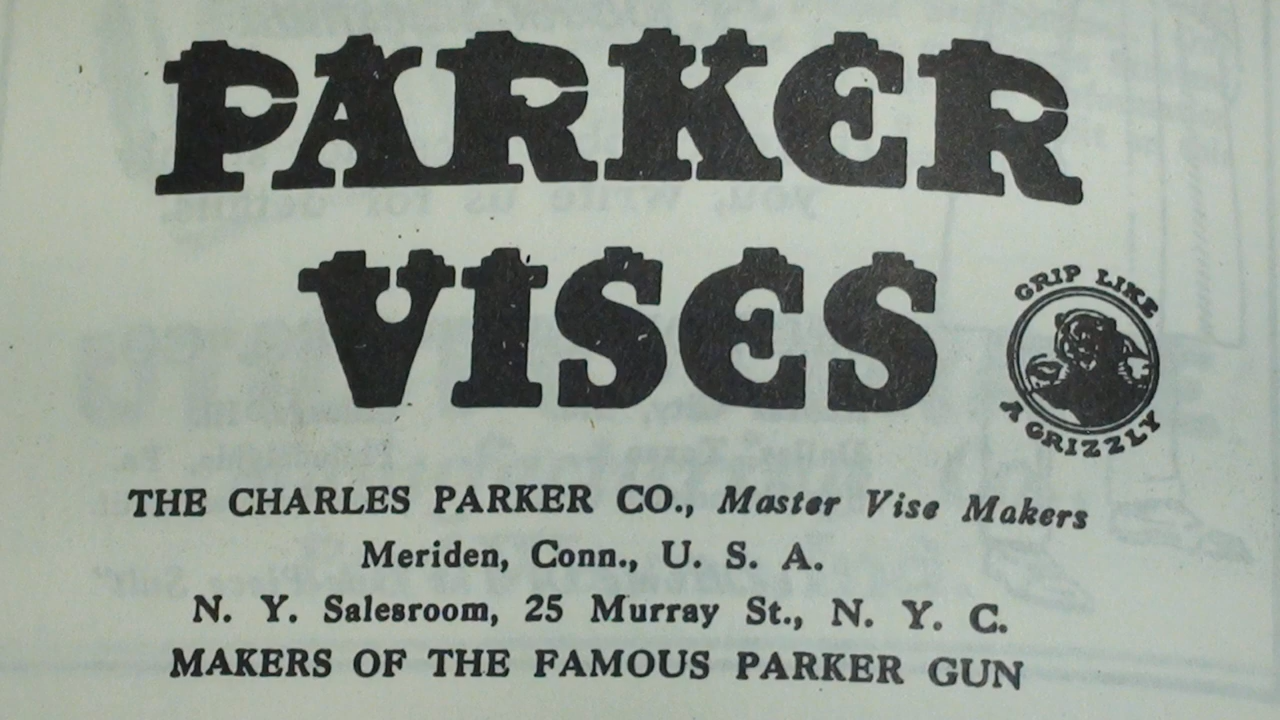 PARKER
VISES
GRIP LIKE
A GRIZZLY
THE CHARLES PARKER CO., Master Vise Makers
Meriden, Conn., U. S. A.
N. Y. Salesroom, 25 Murray St., N. Y. C.
MAKERS OF THE FAMOUS PARKER GUN